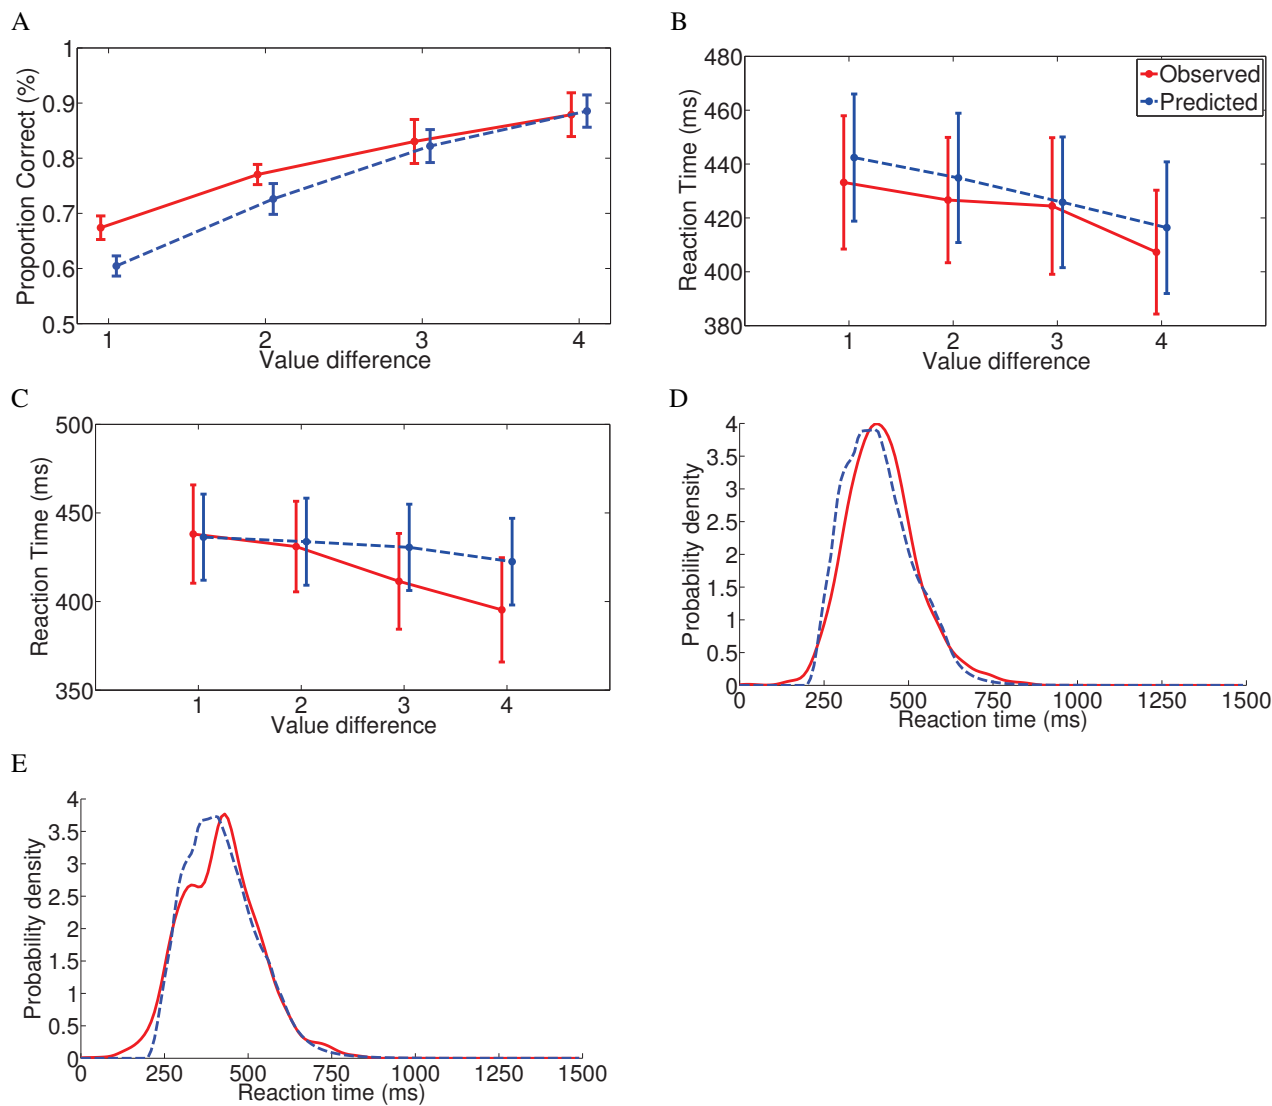 A
Proportion Correct (%)
1
0.9
0.8
0.7
0.6
0.5
1 2 3 4
Value difference
B
Reaction Time (ms)
480
460
440
420
400
380
Observed
Predicted
1 2 3 4
Value difference
C
Reaction Time (ms)
500
450
400
350
1 2 3 4
Value difference
D
Probability density
4
3.5
3
2.5
2
1.5
1
0.5
0
0 250 500 750 1000 1250 1500
Reaction time (ms)
E
Probability density
4
3.5
3
2.5
2
1.5
1
0.5
0
0 250 500 750 1000 1250 1500
Reaction time (ms)